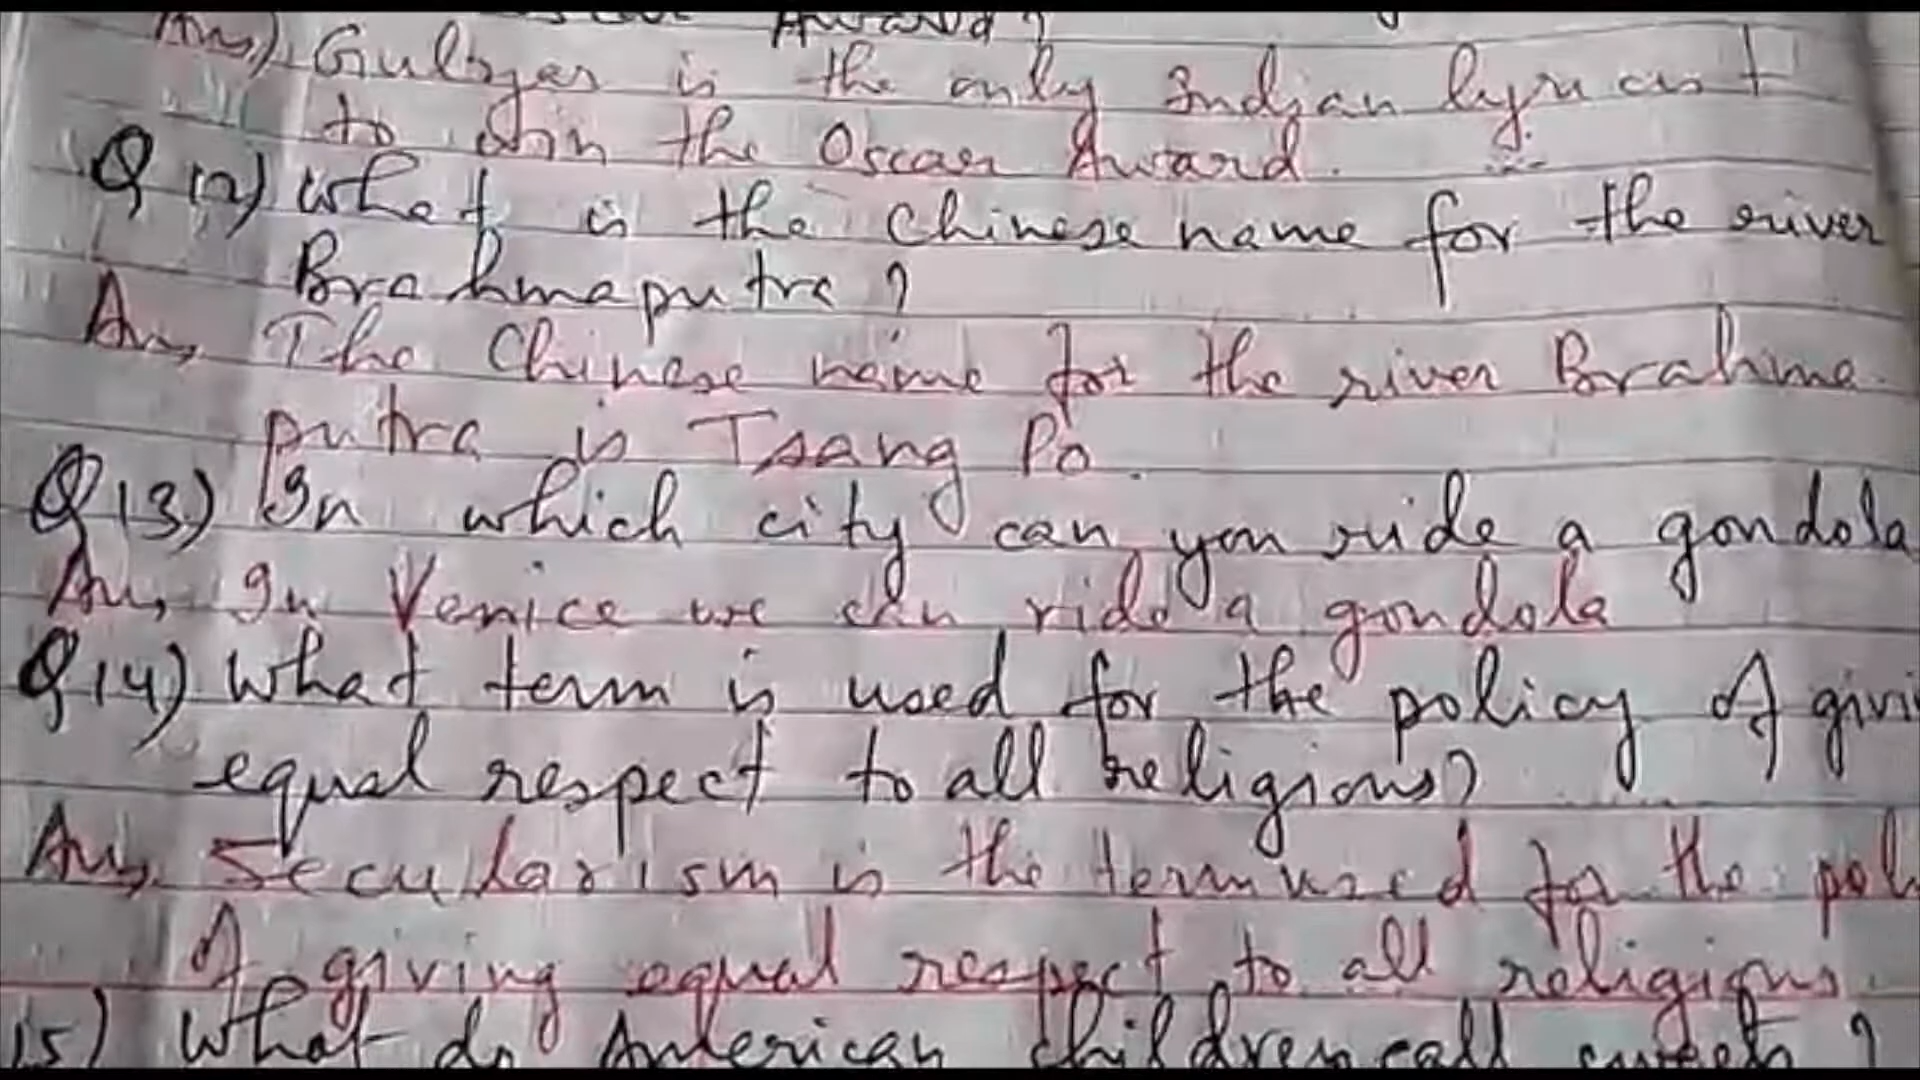 Award?
Ans) Gulzar is the only Indian lyricist
to win the Oscar Award.
Q 12) What is the Chinese name for the river
Brahmaputra?
Ans, The Chinese name for the river Brahma
putra is Tsang Po.
Q 13) In which city can you ride a gondola
Ans, In Venice we can ride a gondola
Q 14) What term is used for the policy of givi
equal respect to all religions?
Ans, Secularism is the term used for the pol
of giving equal respect to all religions.
15) What do American children call sweets?